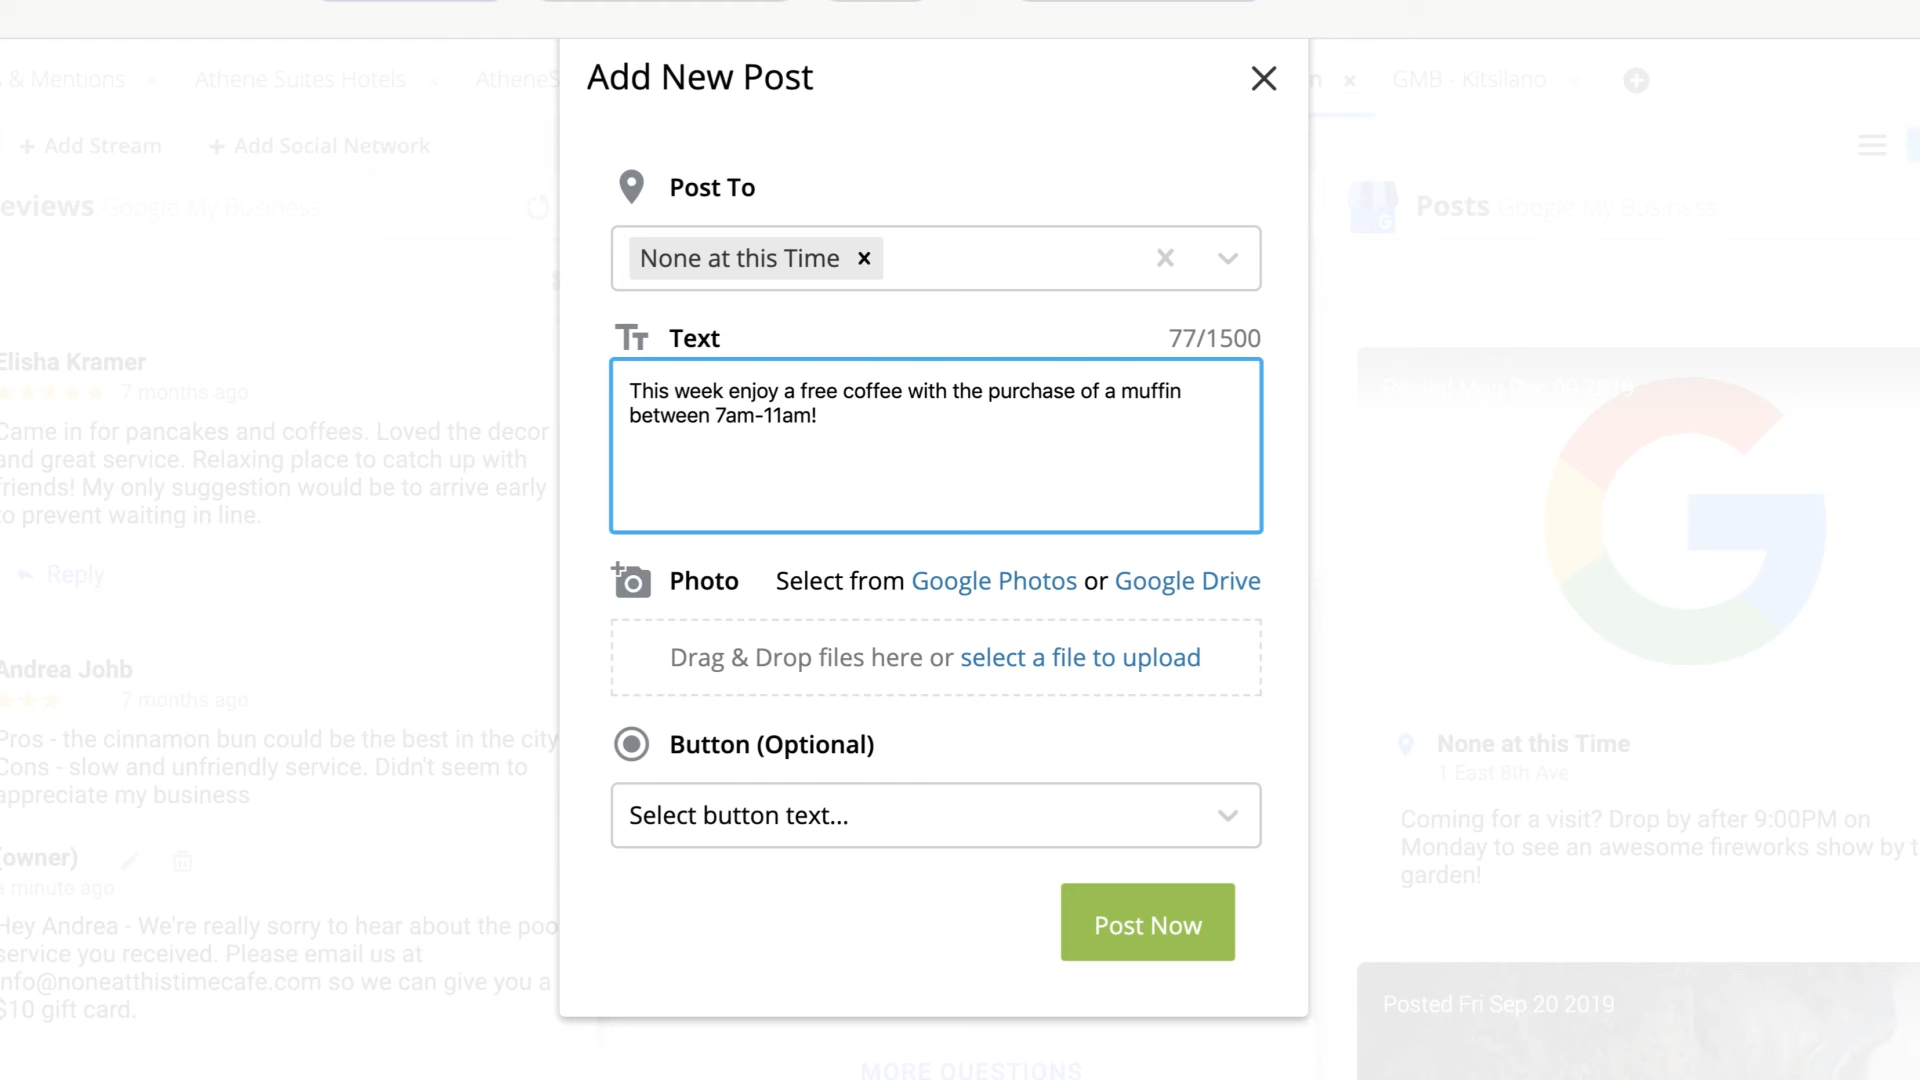 & Mentions
Athene Suites Hotels
AtheneS
GMB - Kitsilano
+ Add Stream
+ Add Social Network
eviews Google My Business
Elisha Kramer
7 months ago
Came in for pancakes and coffees. Loved the decor
and great service. Relaxing place to catch up with
friends! My only suggestion would be to arrive early
to prevent waiting in line.
Reply
Andrea Johb
7 months ago
Pros - the cinnamon bun could be the best in the city
Cons - slow and unfriendly service. Didn't seem to
appreciate my business
(owner)
a minute ago
Hey Andrea - We're really sorry to hear about the poo
service you received. Please email us at
info@noneatthistimecafe.com so we can give you a
$10 gift card.
Add New Post
Post To
None at this Time
Text
77/1500
This week enjoy a free coffee with the purchase of a muffin
between 7am-11am!
Photo
Select from Google Photos or Google Drive
Drag & Drop files here or select a file to upload
Button (Optional)
Select button text...
Post Now
MORE QUESTIONS
Posts Google My Business
Posted Mon Dec 09 2019
None at this Time
1 East 8th Ave
Coming for a visit? Drop by after 9:00PM on
Monday to see an awesome fireworks show by t
garden!
Posted Fri Sep 20 2019